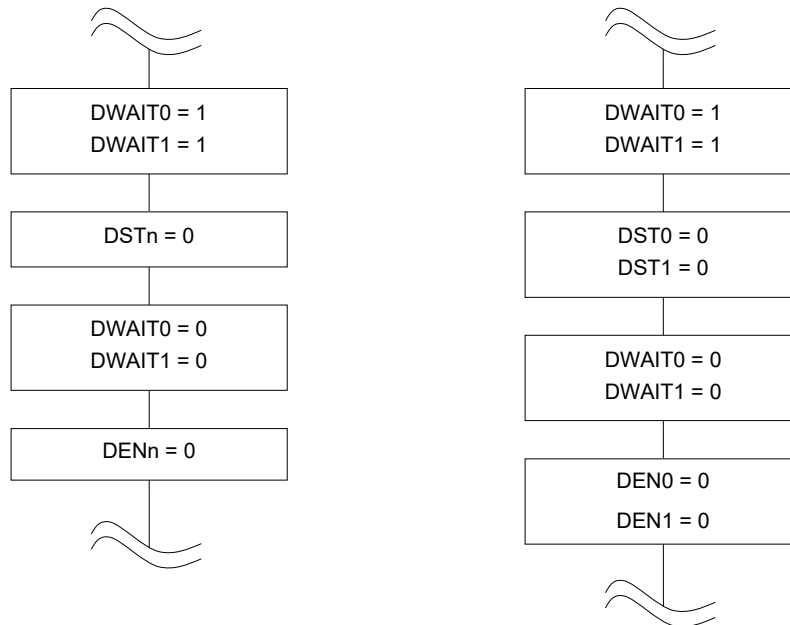 DWAIT0 = 1
DWAIT1 = 1
DSTn = 0
DWAIT0 = 0
DWAIT1 = 0
DENn = 0
DWAIT0 = 1
DWAIT1 = 1
DST0 = 0
DST1 = 0
DWAIT0 = 0
DWAIT1 = 0
DEN0 = 0
DEN1 = 0